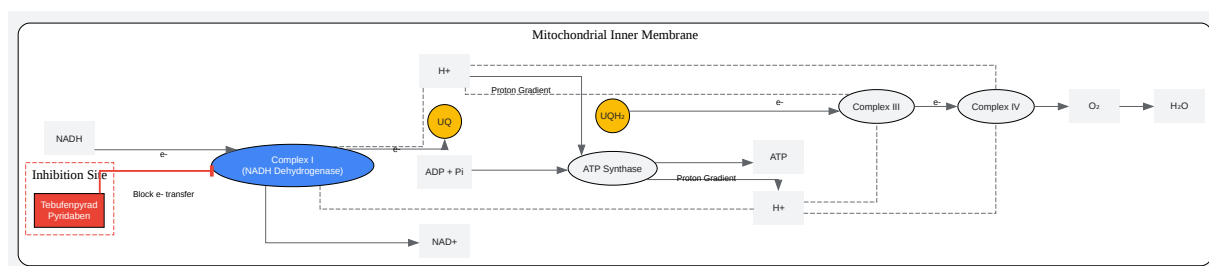 Mitochondrial Inner Membrane
H+
Proton Gradient
UQ
UQH₂
e-
Complex III
e-
Complex IV
O₂
H₂O
NADH
e-
e-
Complex I
(NADH Dehydrogenase)
ADP + Pi
ATP Synthase
ATP
Proton Gradient
H+
Inhibition Site
Block e- transfer
Tebufenpyrad
Pyridaben
NAD+